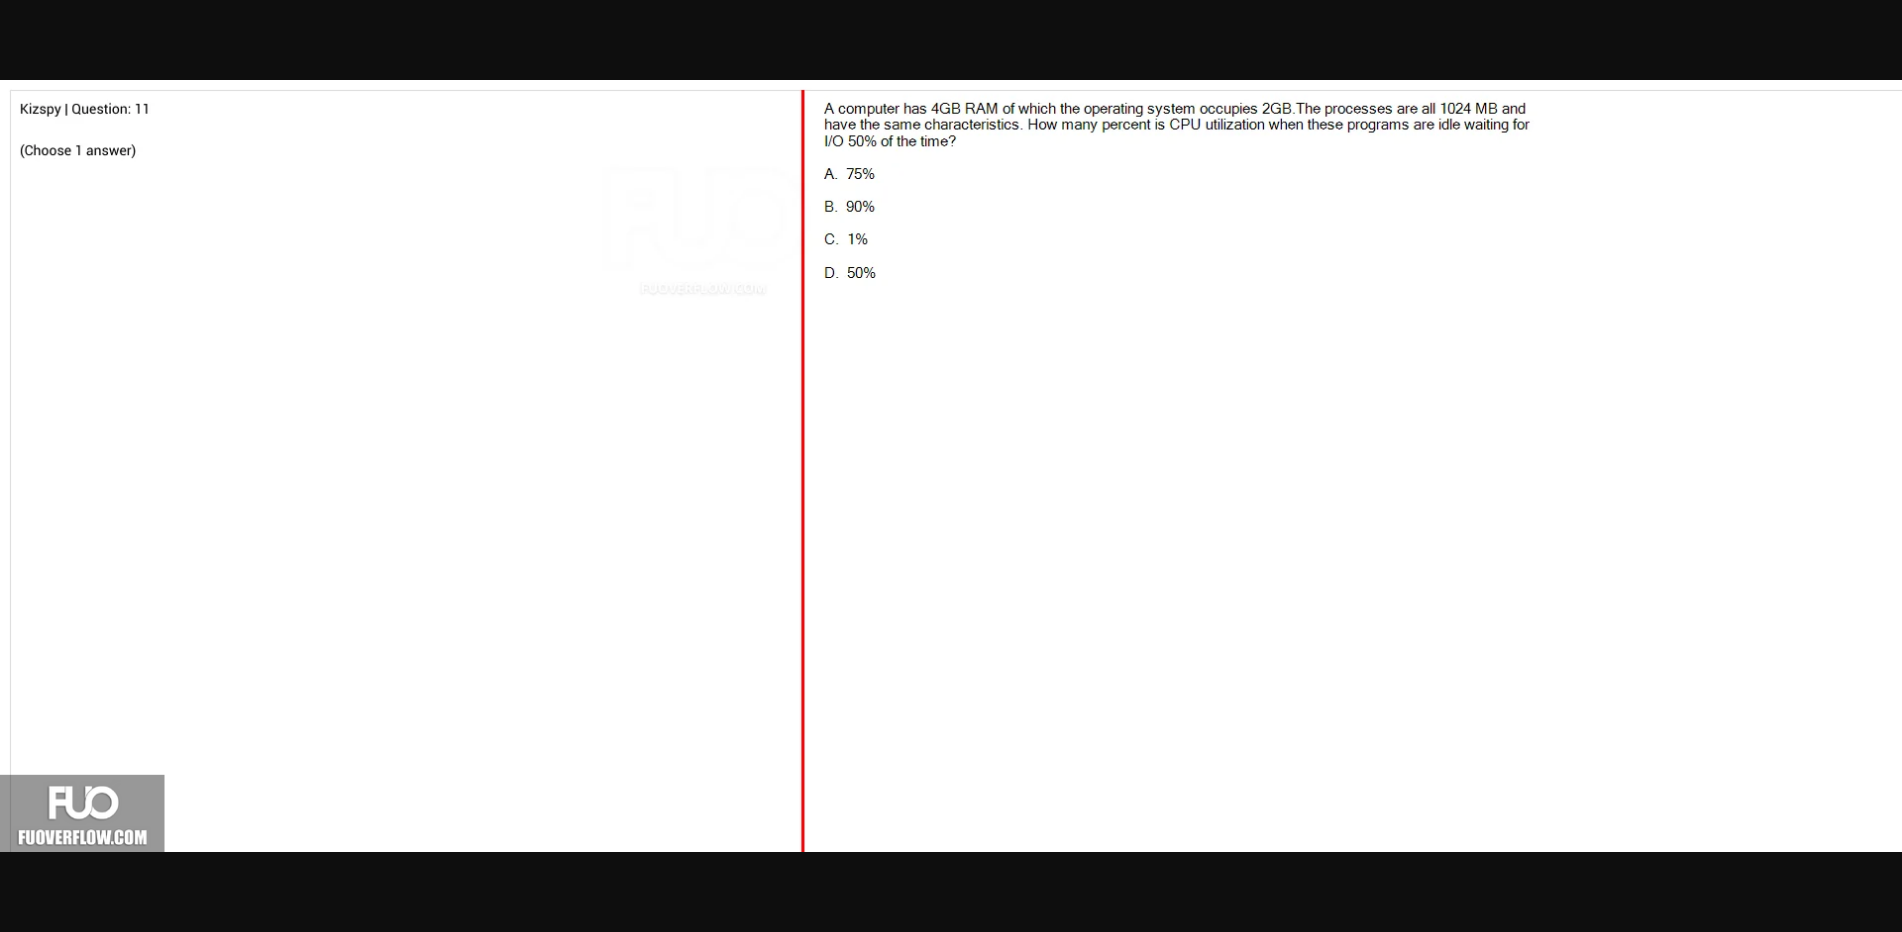 Kizspy | Question: 11
(Choose 1 answer)
A computer has 4GB RAM of which the operating system occupies 2GB.The processes are all 1024 MB and
have the same characteristics. How many percent is CPU utilization when these programs are idle waiting for
I/O 50% of the time?
A. 75%
B. 90%
C. 1%
D. 50%
FUOVERFLOW.COM
FUO
FUOVERFLOW.COM